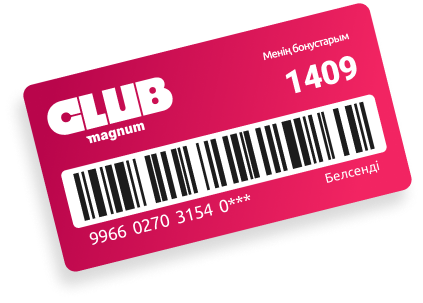 CLUB
magnum
Менің бонустарым
1409
9966 0270 3154 0***
Белсенді